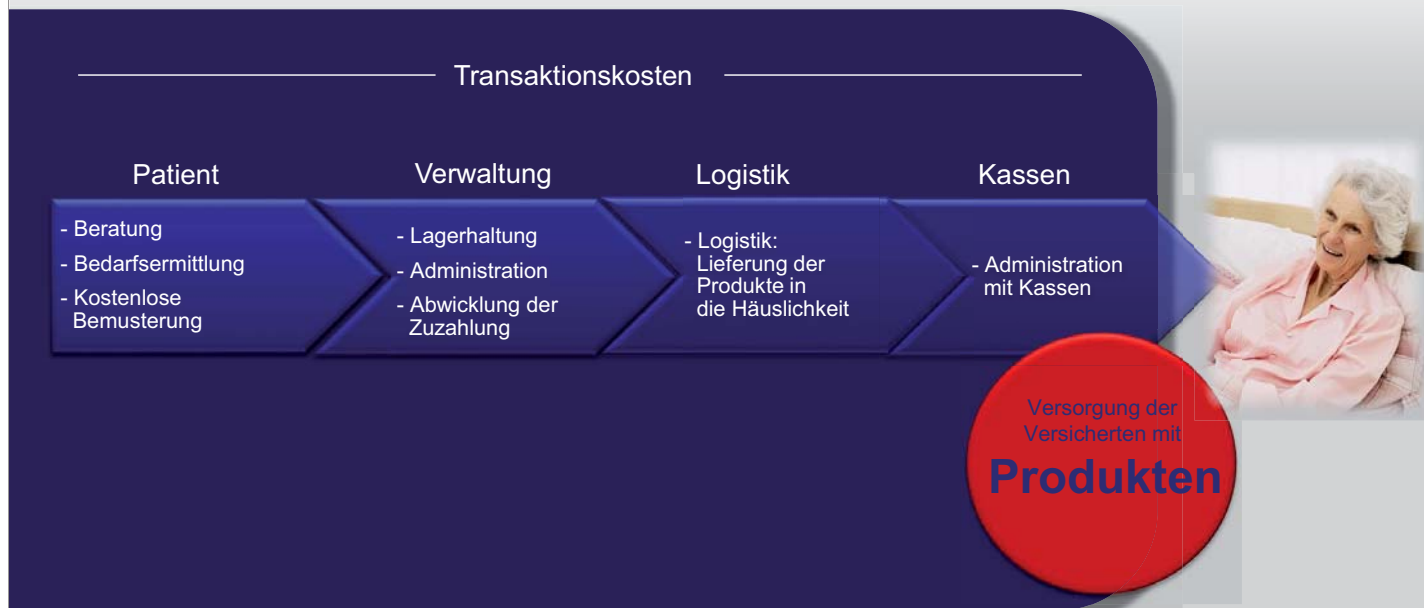 Transaktionskosten
Patient
- Beratung
- Bedarfsermittlung
- Kostenlose
Bemusterung
Verwaltung
- Lagerhaltung
- Administration
- Abwicklung der
Zuzahlung
Logistik
- Logistik:
Lieferung der
Produkte in
die Häuslichkeit
Kassen
- Administration
mit Kassen
Versorgung der
Versicherten mit
Produkten